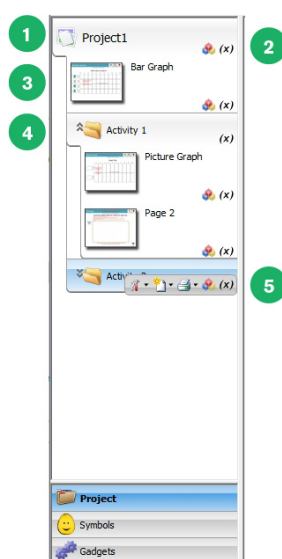 1
Project1
2
(x)
3
Bar Graph
(x)
4
Activity 1
(x)
Picture Graph
(x)
Page 2
(x)
5
(x)
Project
Symbols
Gadgets